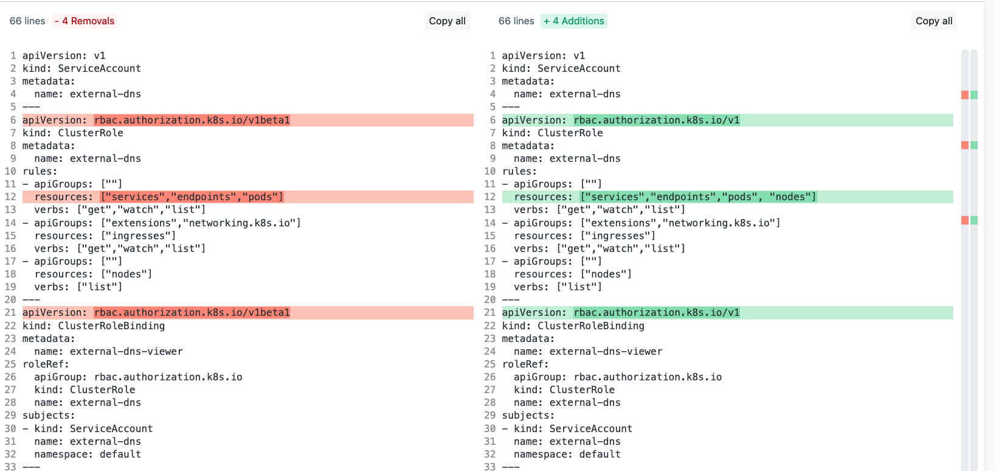 66 lines - 4 Removals Copy all
1 apiVersion: v1
2 kind: ServiceAccount
3 metadata:
4   name: external-dns
5 ---
6 apiVersion: rbac.authorization.k8s.io/v1beta1
7 kind: ClusterRole
8 metadata:
9   name: external-dns
10 rules:
11 - apiGroups: [""]
12   resources: ["services","endpoints","pods"]
13   verbs: ["get","watch","list"]
14 - apiGroups: ["extensions","networking.k8s.io"]
15   resources: ["ingresses"]
16   verbs: ["get","watch","list"]
17 - apiGroups: [""]
18   resources: ["nodes"]
19   verbs: ["list"]
20 ---
21 apiVersion: rbac.authorization.k8s.io/v1beta1
22 kind: ClusterRoleBinding
23 metadata:
24   name: external-dns-viewer
25 roleRef:
26   apiGroup: rbac.authorization.k8s.io
27   kind: ClusterRole
28   name: external-dns
29 subjects:
30 - kind: ServiceAccount
31   name: external-dns
32   namespace: default
33 ---
66 lines + 4 Additions Copy all
1 apiVersion: v1
2 kind: ServiceAccount
3 metadata:
4   name: external-dns
5 ---
6 apiVersion: rbac.authorization.k8s.io/v1
7 kind: ClusterRole
8 metadata:
9   name: external-dns
10 rules:
11 - apiGroups: [""]
12   resources: ["services","endpoints","pods", "nodes"]
13   verbs: ["get","watch","list"]
14 - apiGroups: ["extensions","networking.k8s.io"]
15   resources: ["ingresses"]
16   verbs: ["get","watch","list"]
17 - apiGroups: [""]
18   resources: ["nodes"]
19   verbs: ["list"]
20 ---
21 apiVersion: rbac.authorization.k8s.io/v1
22 kind: ClusterRoleBinding
23 metadata:
24   name: external-dns-viewer
25 roleRef:
26   apiGroup: rbac.authorization.k8s.io
27   kind: ClusterRole
28   name: external-dns
29 subjects:
30 - kind: ServiceAccount
31   name: external-dns
32   namespace: default
33 ---